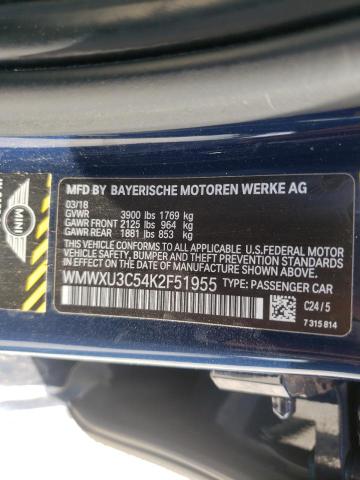 MFD BY BAYERISCHE MOTOREN WERKE AG
03/18
GVWR 3900 lbs 1769 kg
GAWR FRONT 2125 lbs 964 kg
GAWR REAR 1881 lbs 853 kg
THIS VEHICLE CONFORMS TO ALL APPLICABLE U.S. FEDERAL MOTOR
VEHICLE SAFETY, BUMPER, AND THEFT PREVENTION STANDARDS
IN EFFECT ON THE DATE OF MANUFACTURE SHOWN ABOVE.
WMWXU3C54K2F51955 TYPE: PASSENGER CAR
C24 / 5
7 315 814
MINI